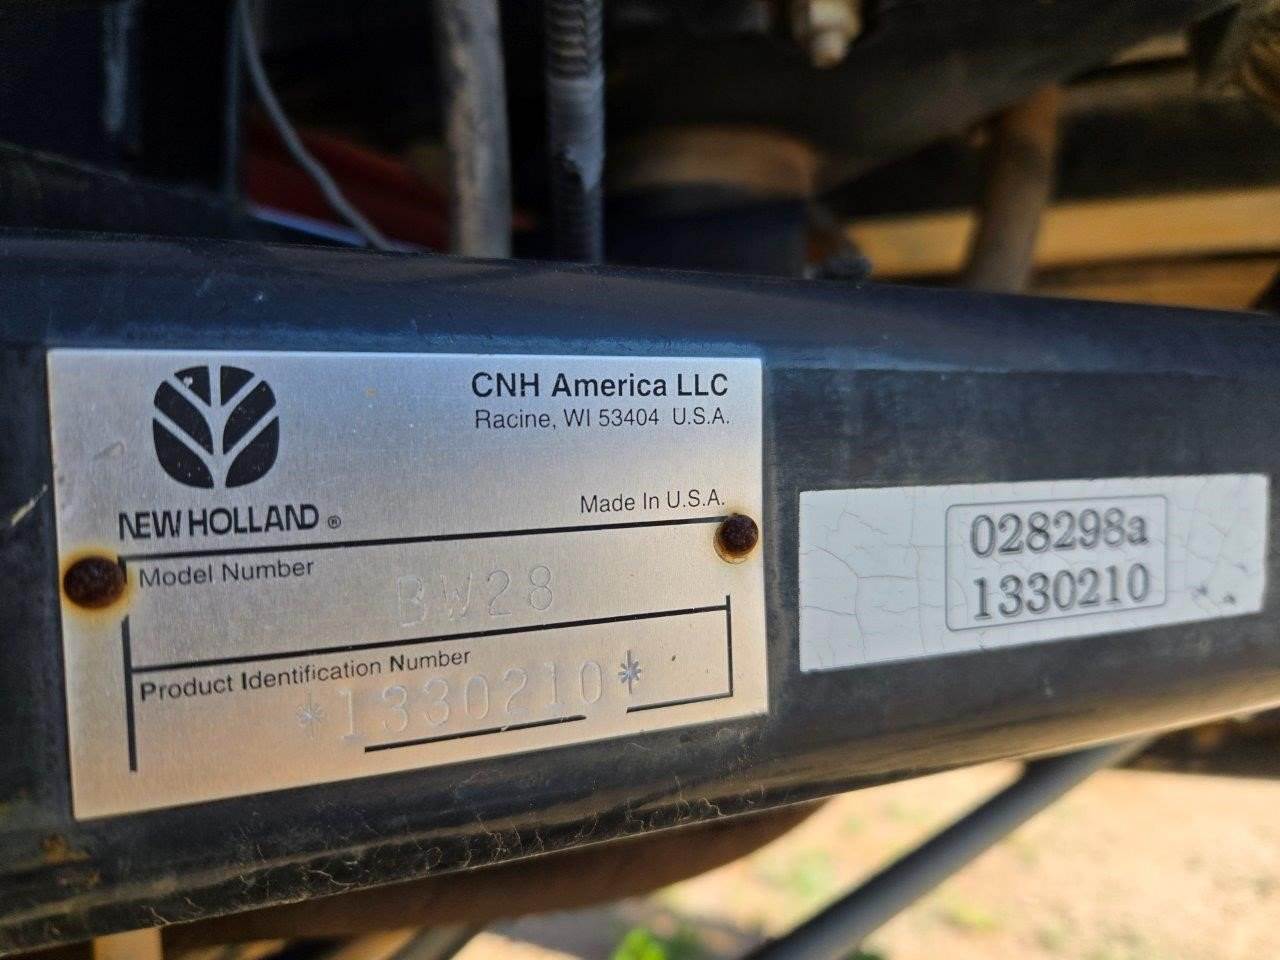 CNH America LLC
Racine, WI 53404 U.S.A.
Made In U.S.A.
NEW HOLLAND ®
Model Number BW28
Product Identification Number
*1330210*
028298a
1330210